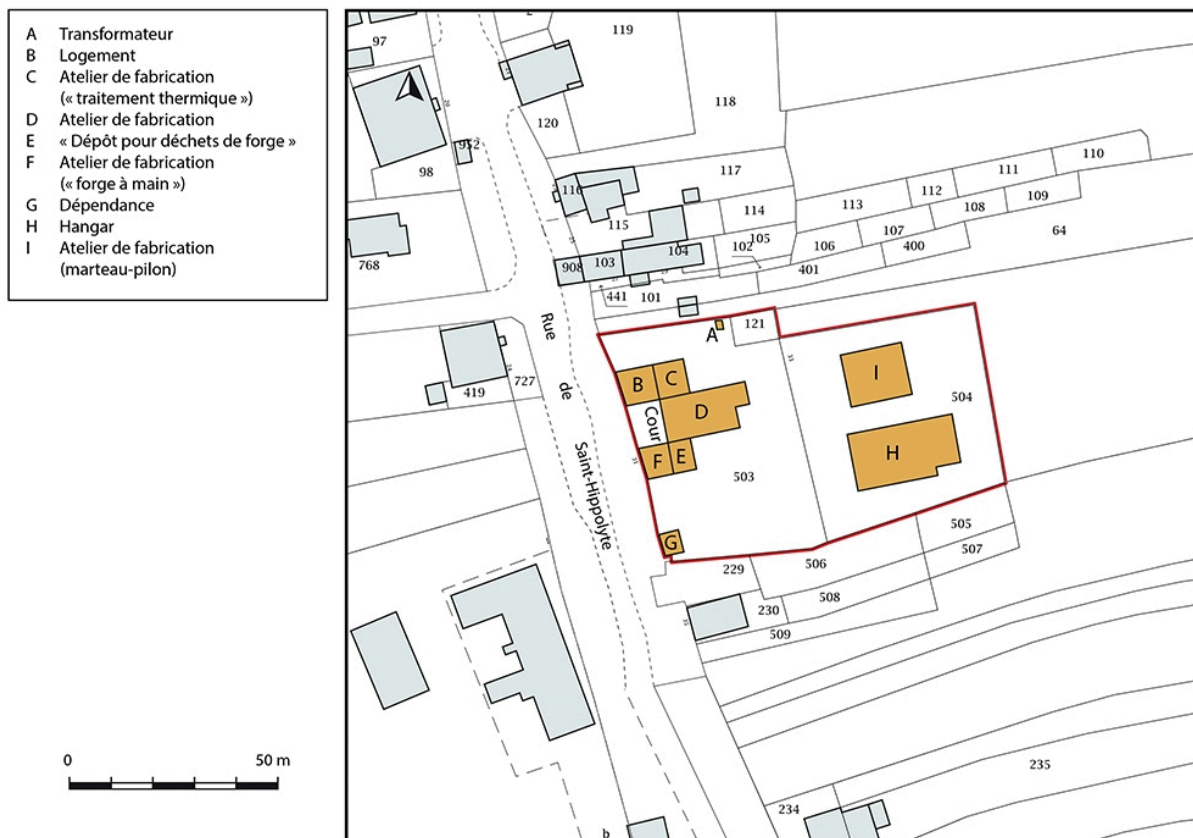 A Transformateur
B Logement
C Atelier de fabrication
(« traitement thermique »)
D Atelier de fabrication
E « Dépôt pour déchets de forge »
F Atelier de fabrication
(« forge à main »)
G Dépendance
H Hangar
I Atelier de fabrication
(marteau-pilon)
0 50 m
97
119
118
120
952
98
117
116
115
114
113
112
111
110
109
108
107
106
105
104
102
103
908
768
400
401
64
441
101
Rue
de
Saint-Hippolyte
A
121
33
419
727
B
C
Cour
D
I
504
F
E
31
H
503
G
505
507
229
506
508
230
509
35
235
234
b